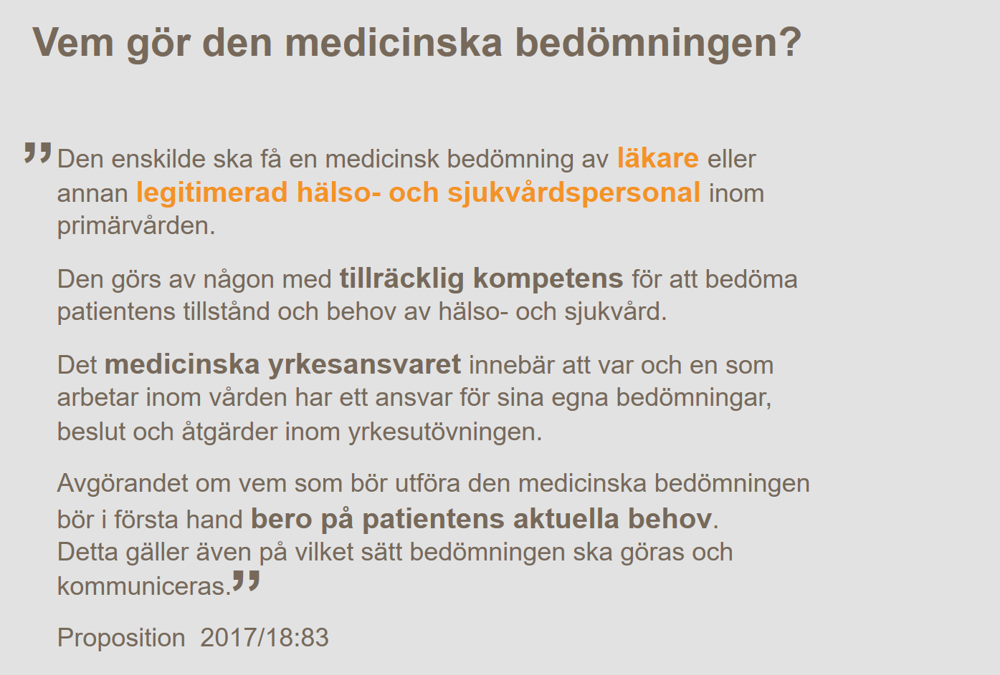 Vem gör den medicinska bedömningen?
”Den enskilde ska få en medicinsk bedömning av läkare eller
annan legitimerad hälso- och sjukvårdspersonal inom
primärvården.
Den görs av någon med tillräcklig kompetens för att bedöma
patientens tillstånd och behov av hälso- och sjukvård.
Det medicinska yrkesansvaret innebär att var och en som
arbetar inom vården har ett ansvar för sina egna bedömningar,
beslut och åtgärder inom yrkesutövningen.
Avgörandet om vem som bör utföra den medicinska bedömningen
bör i första hand bero på patientens aktuella behov.
Detta gäller även på vilket sätt bedömningen ska göras och
kommuniceras.”
Proposition 2017/18:83